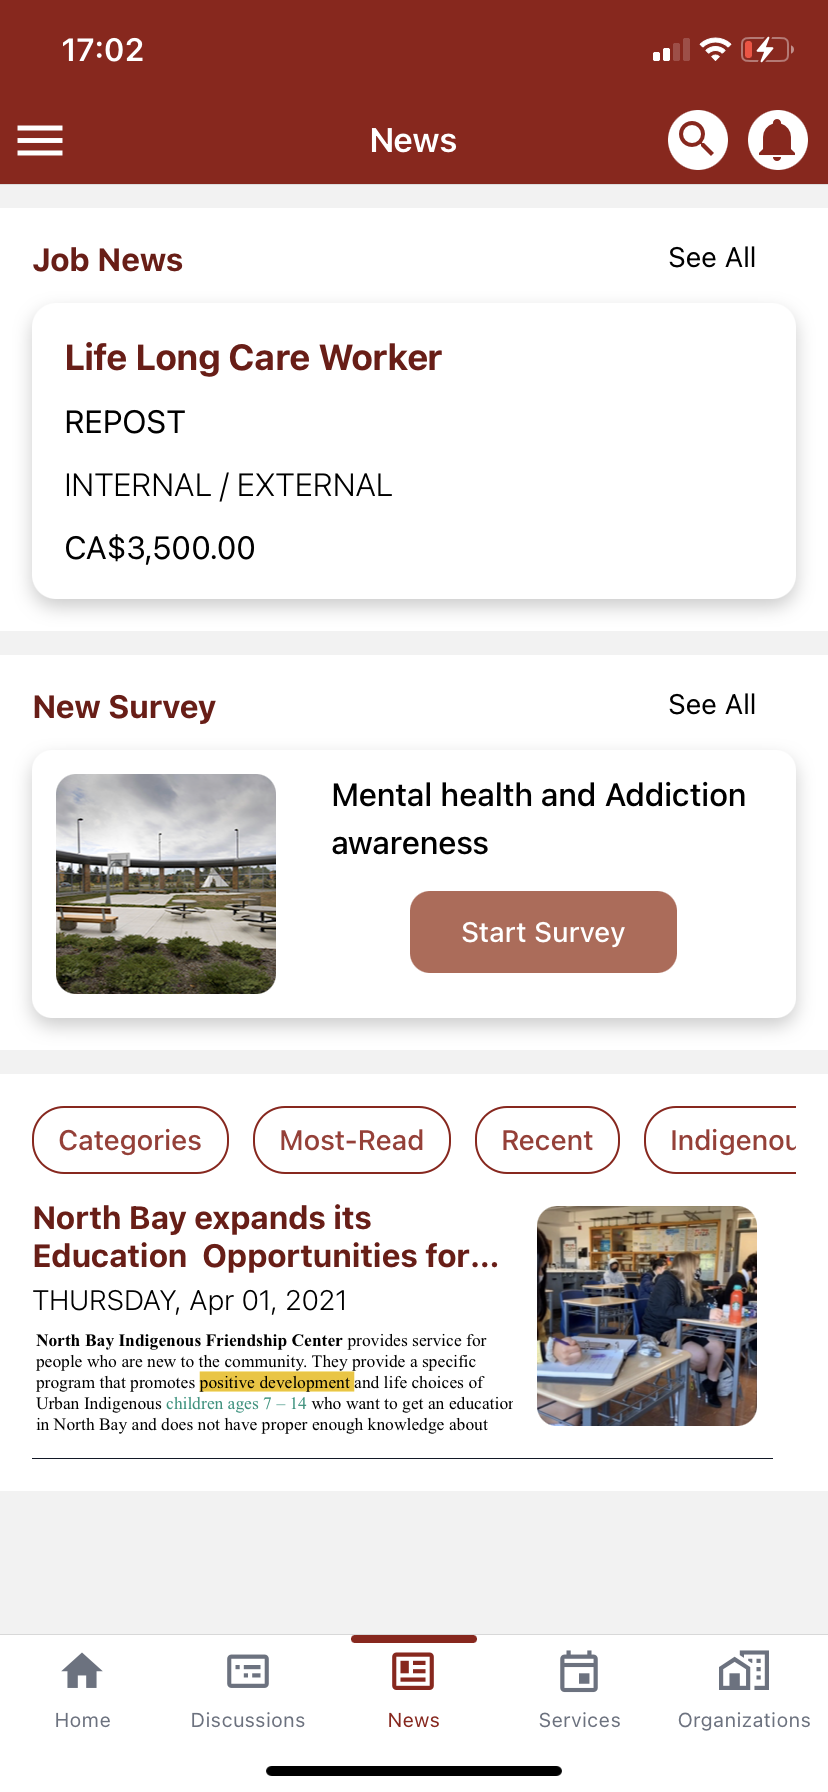 17:02
News
Job News
See All
Life Long Care Worker
REPOST
INTERNAL / EXTERNAL
CA$3,500.00
New Survey
See All
Mental health and Addiction
awareness
Start Survey
Categories
Most-Read
Recent
Indigenou
North Bay expands its
Education  Opportunities for...
THURSDAY, Apr 01, 2021
North Bay Indigenous Friendship Center provides service for
people who are new to the community. They provide a specific
program that promotes positive development and life choices of
Urban Indigenous children ages 7 – 14 who want to get an education
in North Bay and does not have proper enough knowledge about
Home
Discussions
News
Services
Organizations